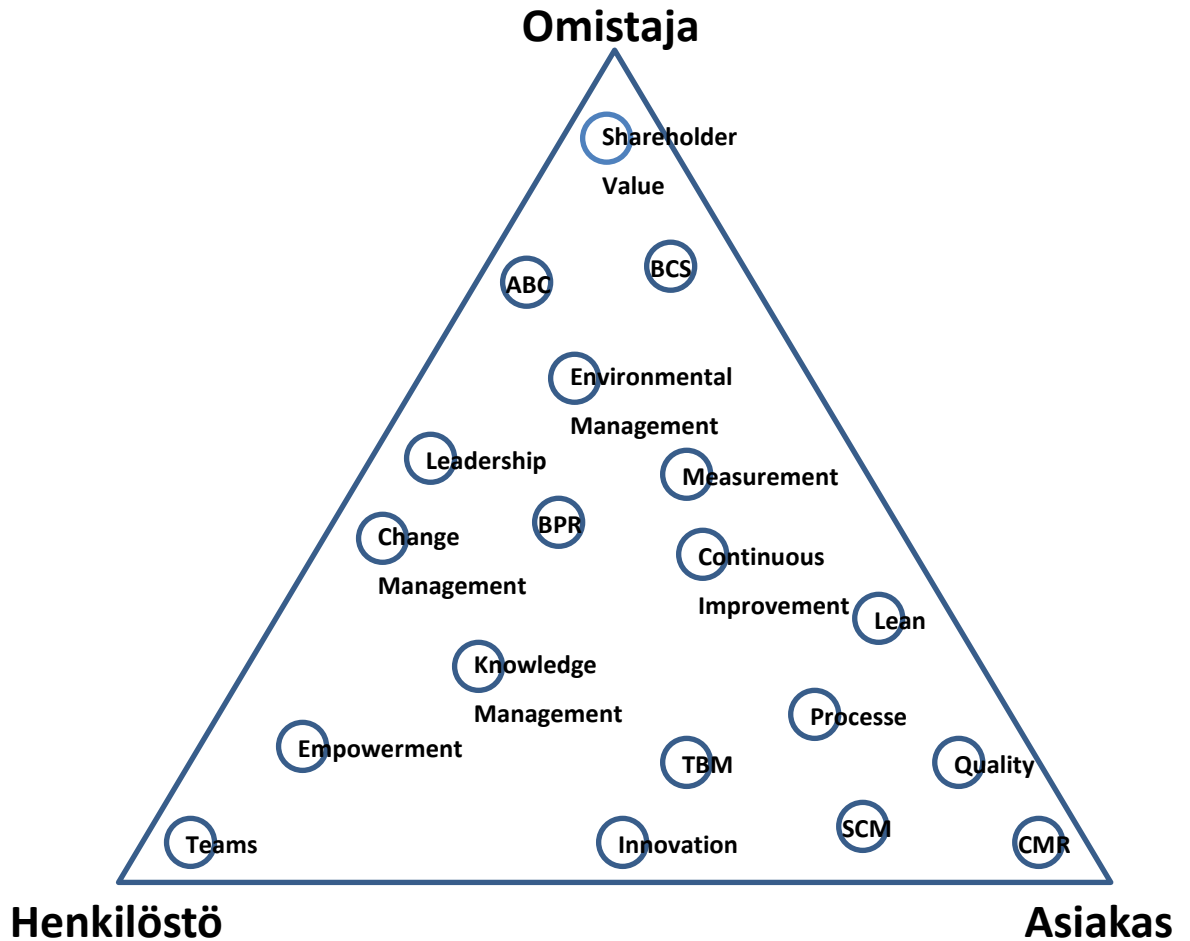 Omistaja
Shareholder
Value
ABC
BCS
Environmental
Management
Leadership
Measurement
BPR
Change
Management
Continuous
Improvement
Lean
Knowledge
Management
Processe
Empowerment
TBM
Quality
Teams
Innovation
SCM
CMR
Henkilöstö
Asiakas